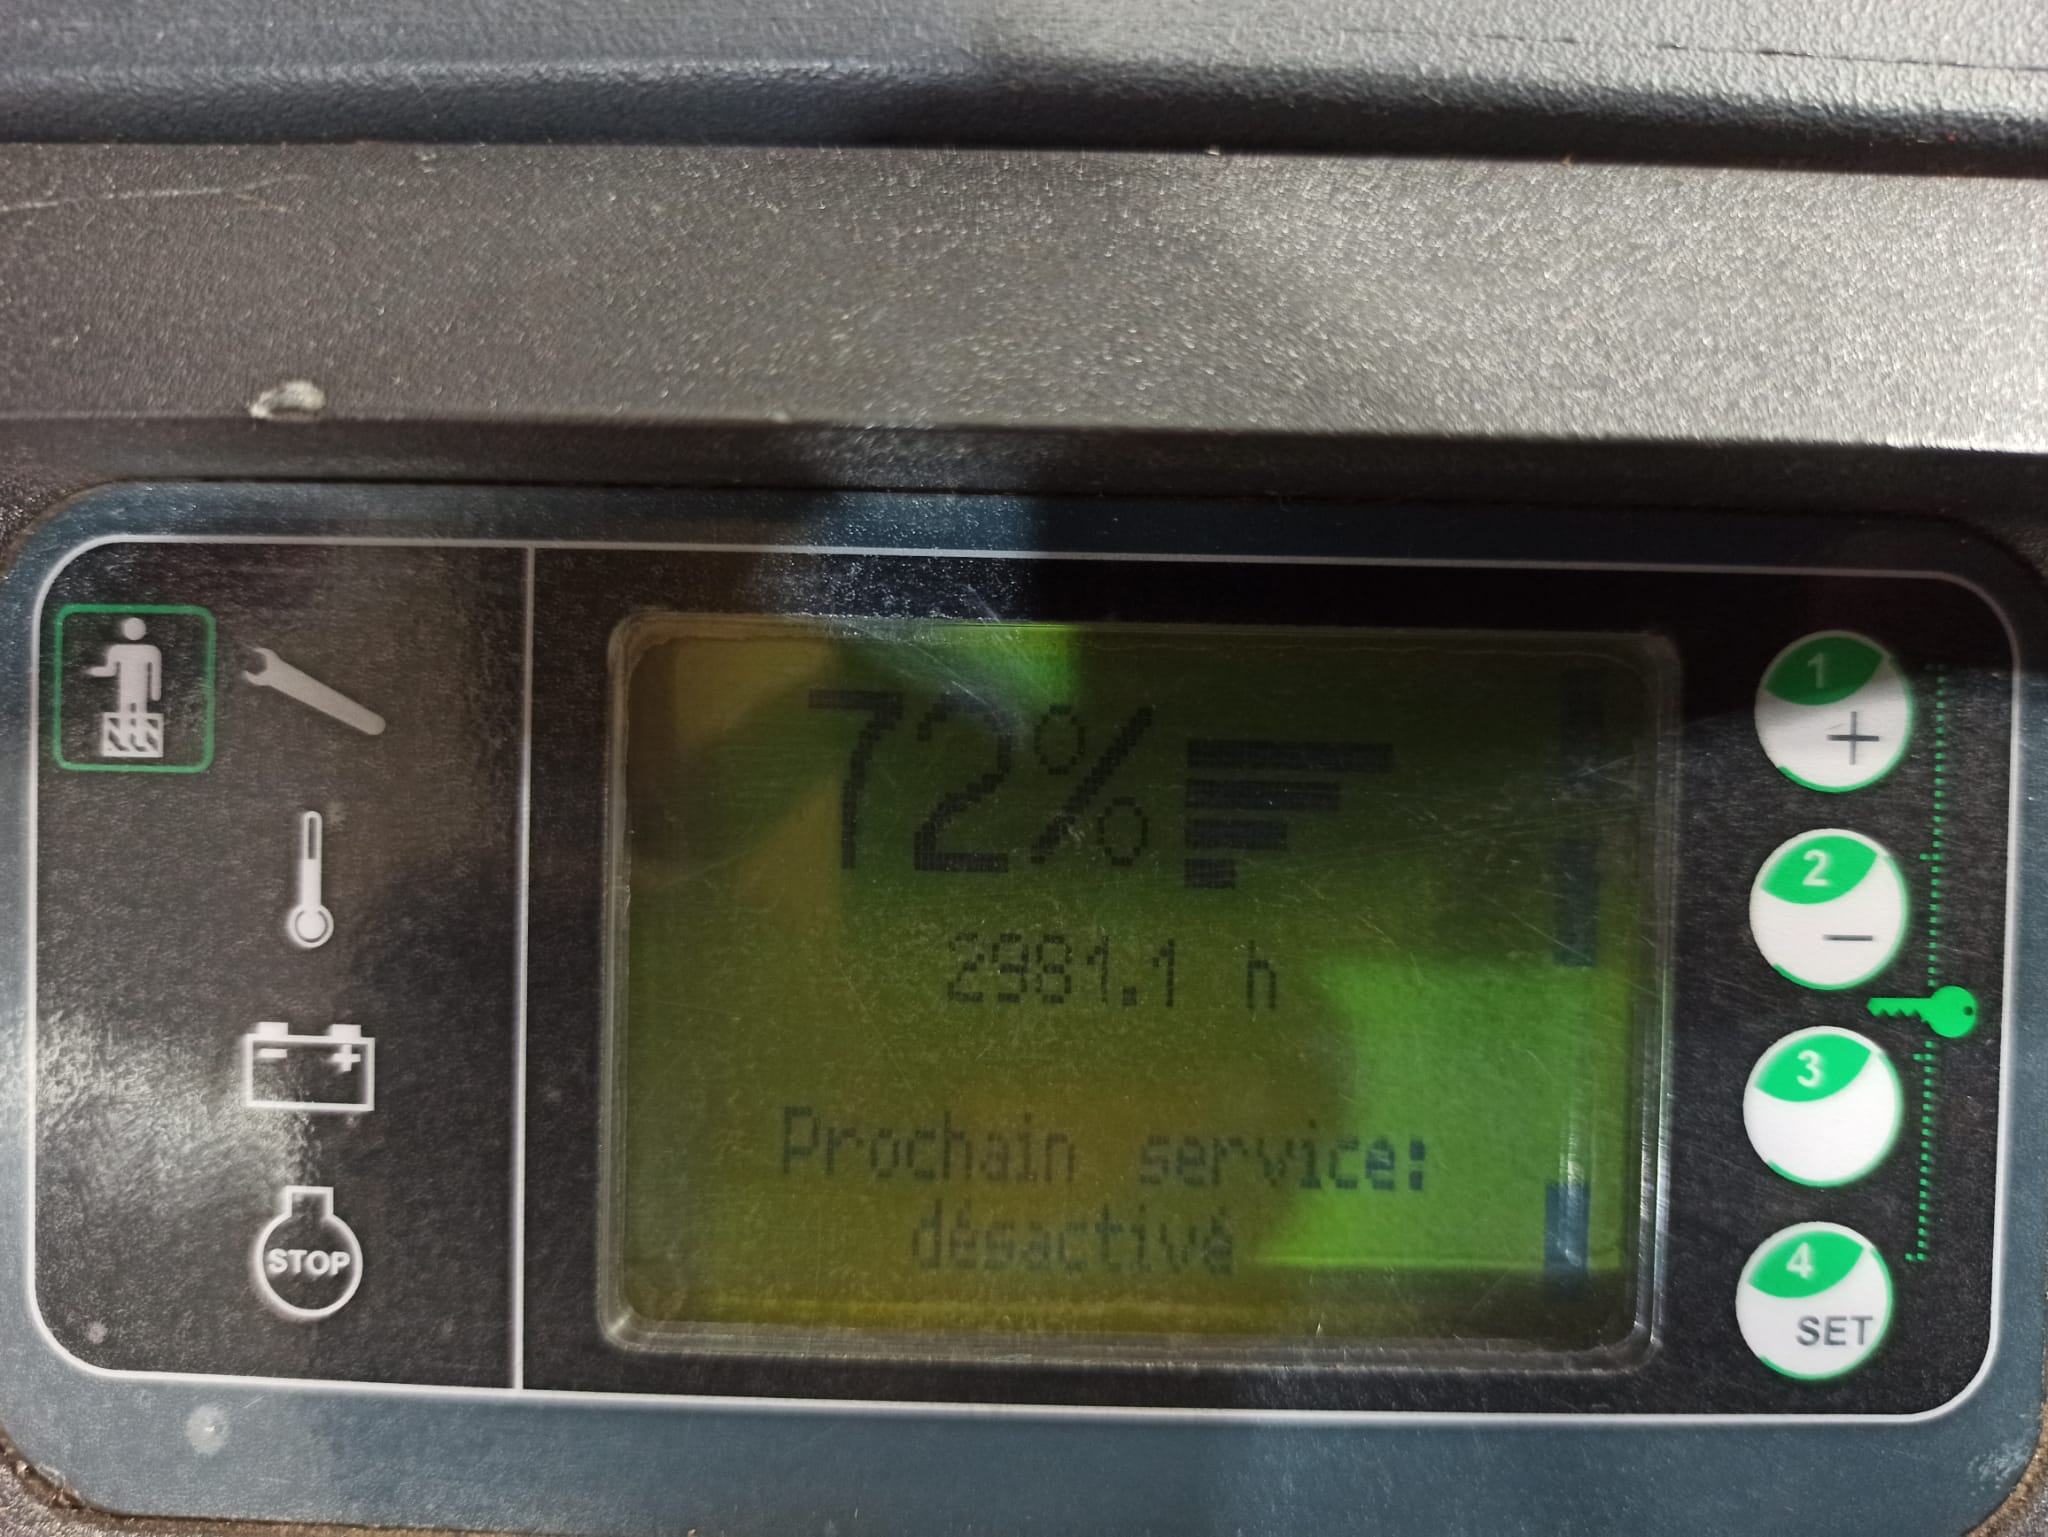 72%
2981.1 h
Prochain service:
désactivé
STOP
1
+
2
−
3
4
SET